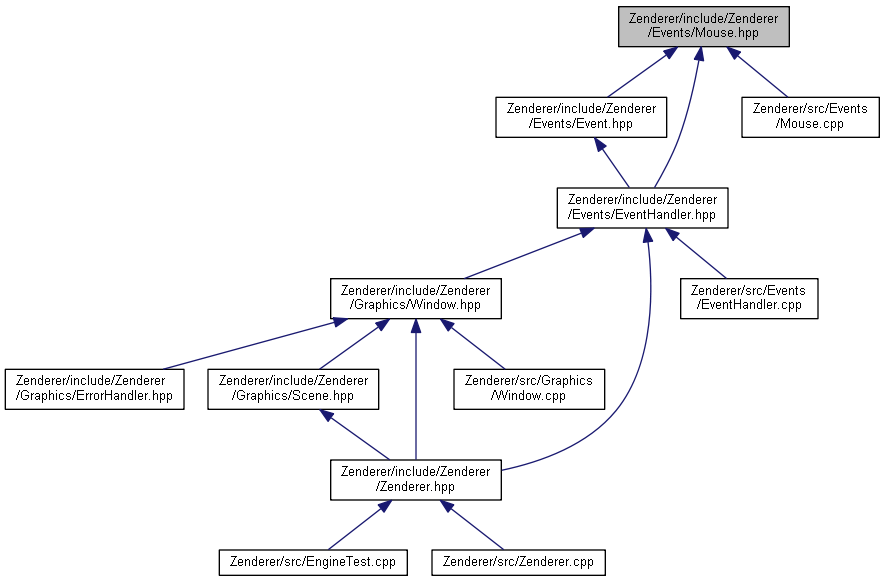 Zenderer/include/Zenderer
/Events/Mouse.hpp
Zenderer/include/Zenderer
/Events/Event.hpp
Zenderer/src/Events
/Mouse.cpp
Zenderer/include/Zenderer
/Events/EventHandler.hpp
Zenderer/include/Zenderer
/Graphics/Window.hpp
Zenderer/src/Events
/EventHandler.cpp
Zenderer/include/Zenderer
/Graphics/ErrorHandler.hpp
Zenderer/include/Zenderer
/Graphics/Scene.hpp
Zenderer/src/Graphics
/Window.cpp
Zenderer/include/Zenderer
/Zenderer.hpp
Zenderer/src/EngineTest.cpp
Zenderer/src/Zenderer.cpp